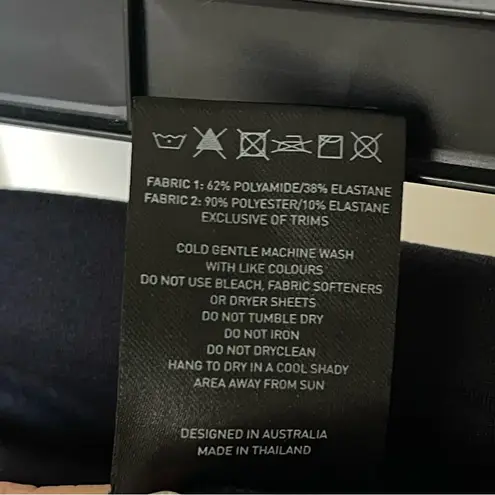 FABRIC 1: 62% POLYAMIDE/38% ELASTANE
FABRIC 2: 90% POLYESTER/10% ELASTANE
EXCLUSIVE OF TRIMS
COLD GENTLE MACHINE WASH
WITH LIKE COLOURS
DO NOT USE BLEACH, FABRIC SOFTENERS
OR DRYER SHEETS
DO NOT TUMBLE DRY
DO NOT IRON
DO NOT DRYCLEAN
HANG TO DRY IN A COOL SHADY
AREA AWAY FROM SUN
DESIGNED IN AUSTRALIA
MADE IN THAILAND